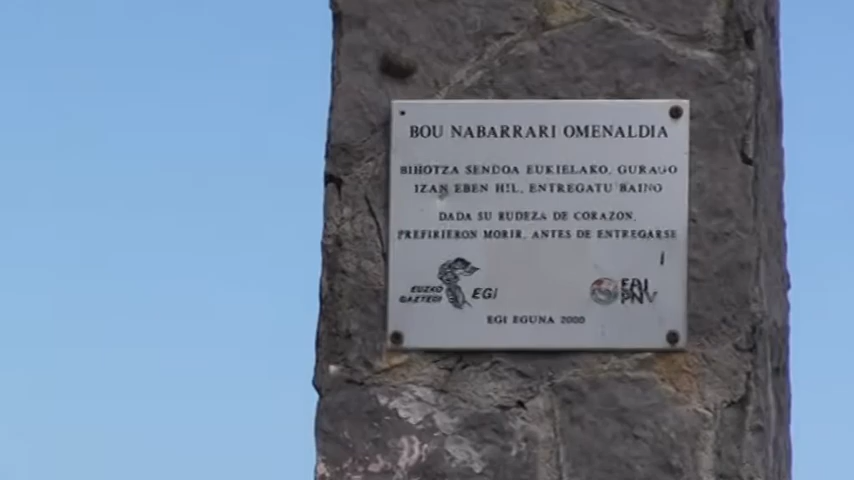 BOU NABARRARI OMENALDIA
BIHOTZA SENDOA EUKIELAKO, GURAGO
IZAN EBEN HIL, ENTREGATU BAINO
DADA SU RUDEZA DE CORAZON,
PREFIRIERON MORIR, ANTES DE ENTREGARSE
EUZKO
GAZTEDI EGI
EAJ
PNV
EGI EGUNA 2000